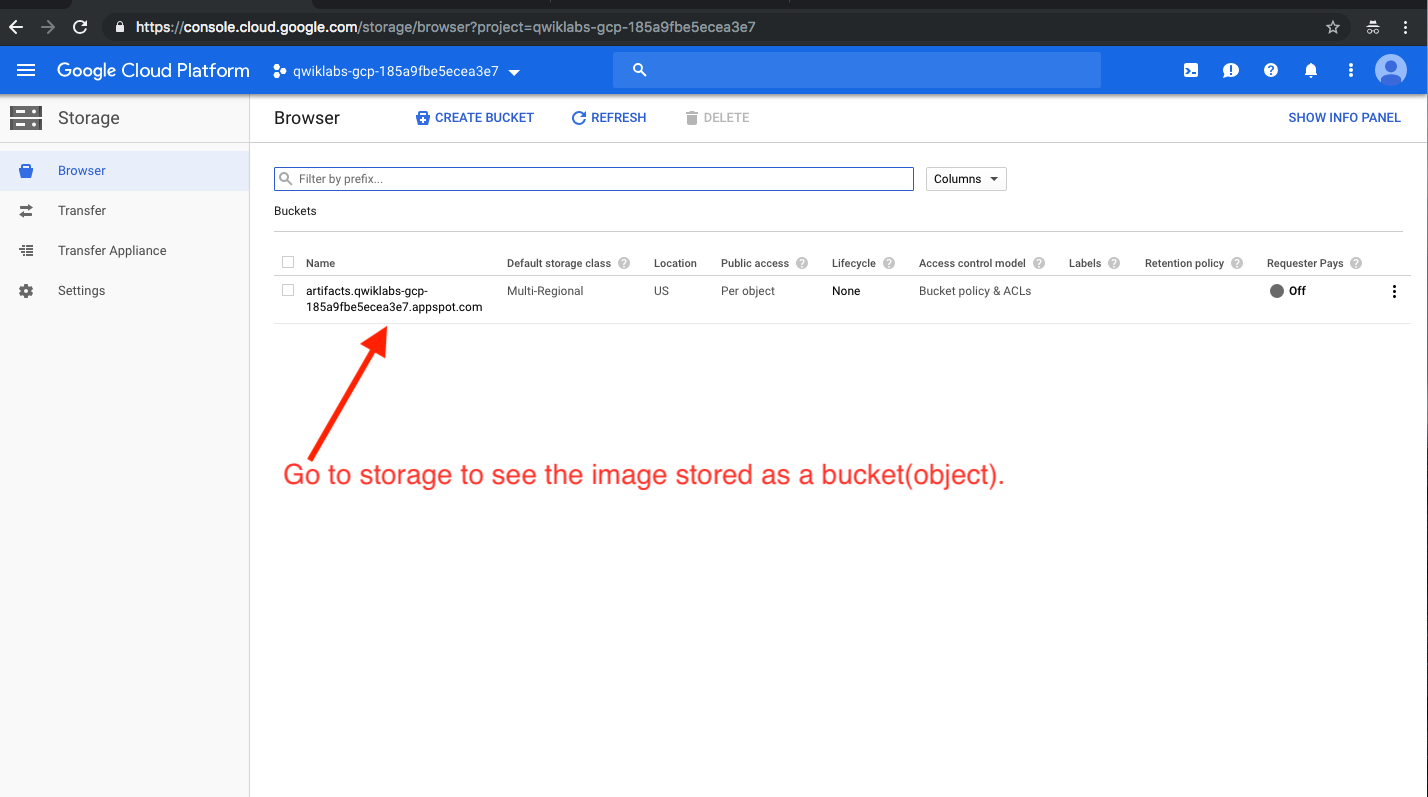 https://console.cloud.google.com/storage/browser?project=qwiklabs-gcp-185a9fbe5ecea3e7
Google Cloud Platform qwiklabs-gcp-185a9fbe5ecea3e7
Storage Browser CREATE BUCKET REFRESH DELETE SHOW INFO PANEL
Browser
Transfer
Transfer Appliance
Settings
Filter by prefix... Columns
Buckets
Name Default storage class Location Public access Lifecycle Access control model Labels Retention policy Requester Pays
artifacts.qwiklabs-gcp- Multi-Regional US Per object None Bucket policy & ACLs Off
185a9fbe5ecea3e7.appspot.com
Go to storage to see the image stored as a bucket(object).